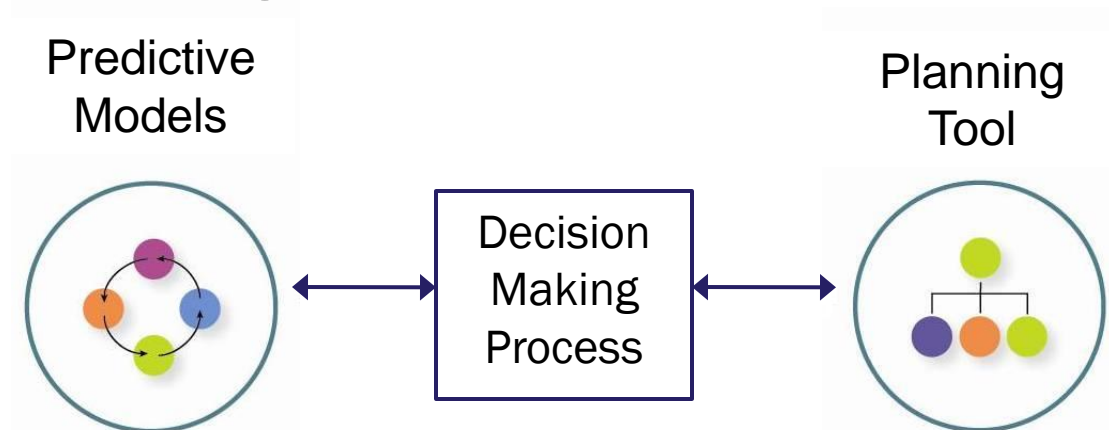 Predictive
Models
Planning
Tool
Decision
Making
Process